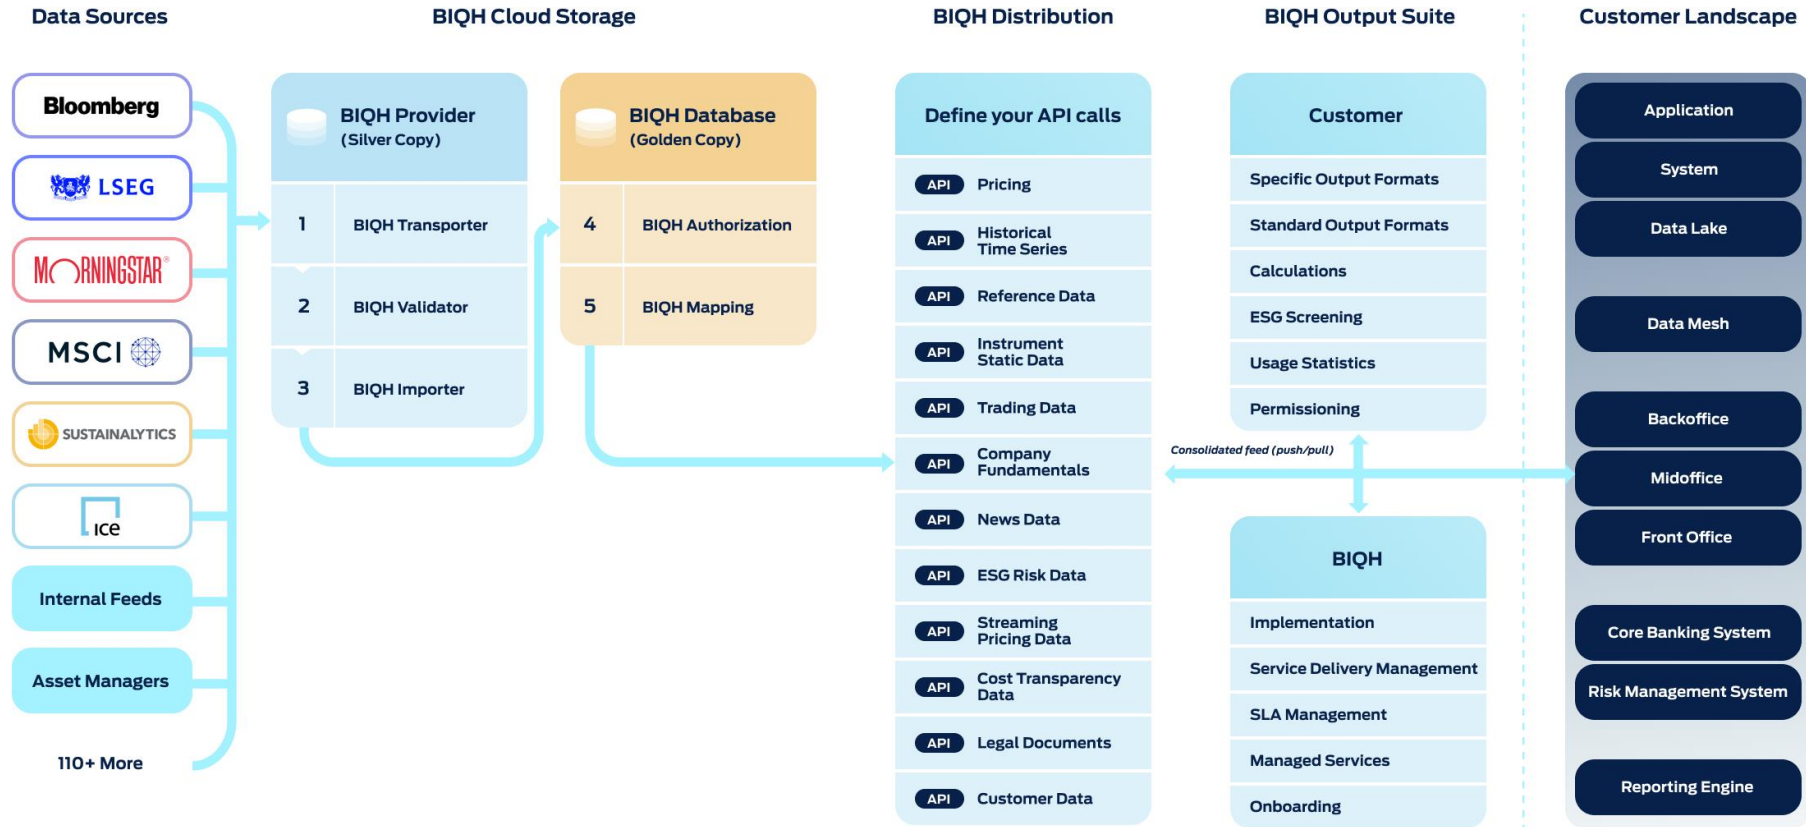 Data Sources
BIQH Cloud Storage
BIQH Distribution
BIQH Output Suite
Customer Landscape
Bloomberg
LSEG
MORNINGSTAR®
MSCI
SUSTAINALYTICS
ICE
Internal Feeds
Asset Managers
110+ More
BIQH Provider
(Silver Copy)
1 BIQH Transporter
2 BIQH Validator
3 BIQH Importer
BIQH Database
(Golden Copy)
4 BIQH Authorization
5 BIQH Mapping
Define your API calls
API Pricing
API Historical
Time Series
API Reference Data
API Instrument
Static Data
API Trading Data
API Company
Fundamentals
API News Data
API ESG Risk Data
API Streaming
Pricing Data
API Cost Transparency
Data
API Legal Documents
API Customer Data
Customer
Specific Output Formats
Standard Output Formats
Calculations
ESG Screening
Usage Statistics
Permissioning
Consolidated feed (push/pull)
BIQH
Implementation
Service Delivery Management
SLA Management
Managed Services
Onboarding
Application
System
Data Lake
Data Mesh
Backoffice
Midoffice
Front Office
Core Banking System
Risk Management System
Reporting Engine